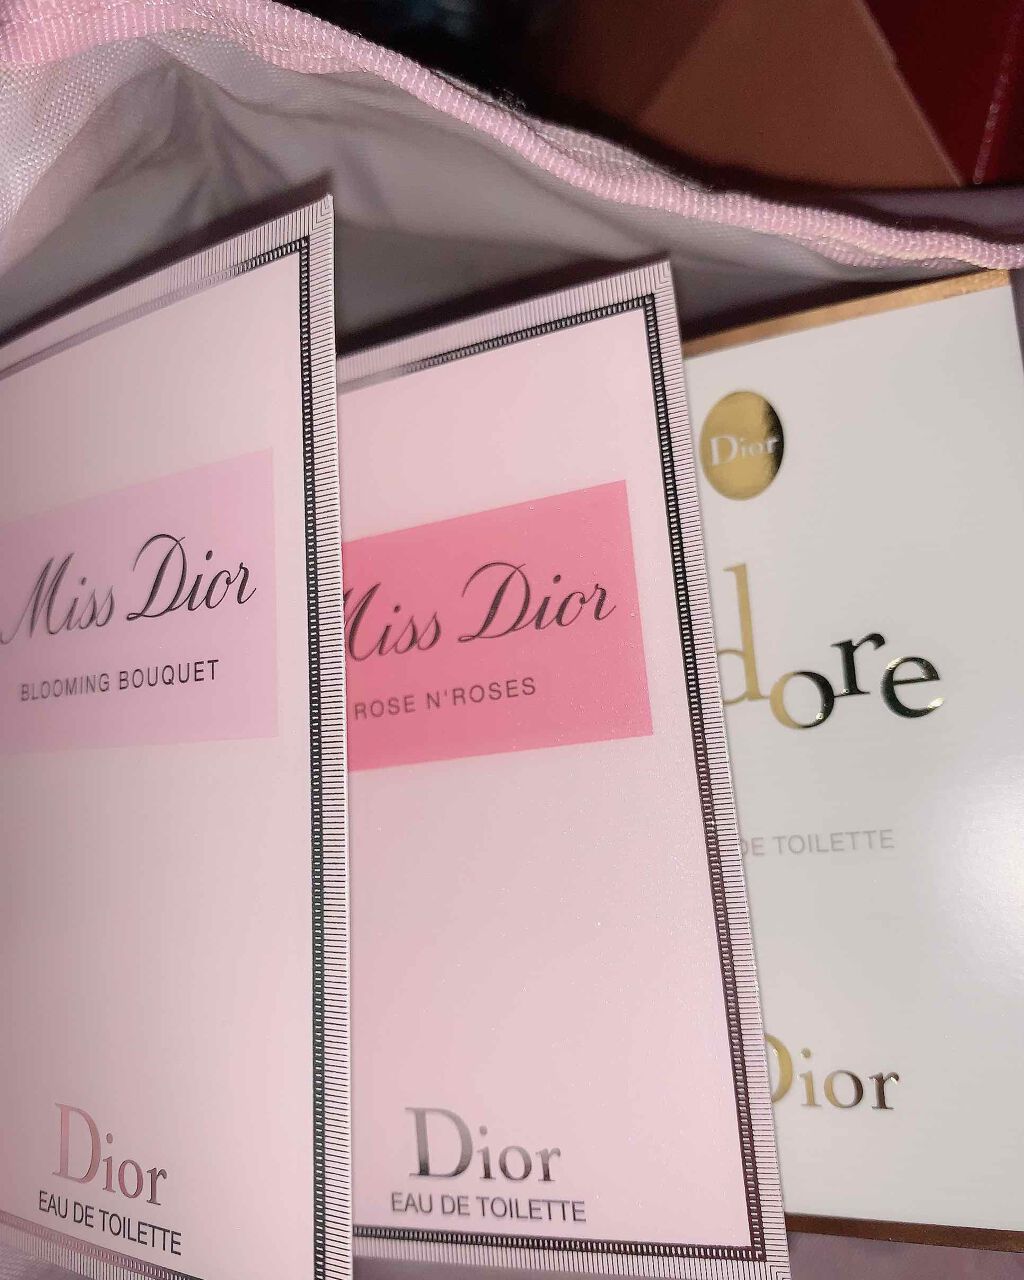 Miss Dior
BLOOMING BOUQUET
Dior
EAU DE TOILETTE
Miss Dior
ROSE N'ROSES
Dior
EAU DE TOILETTE
Dior
dore
DE TOILETTE
Dior